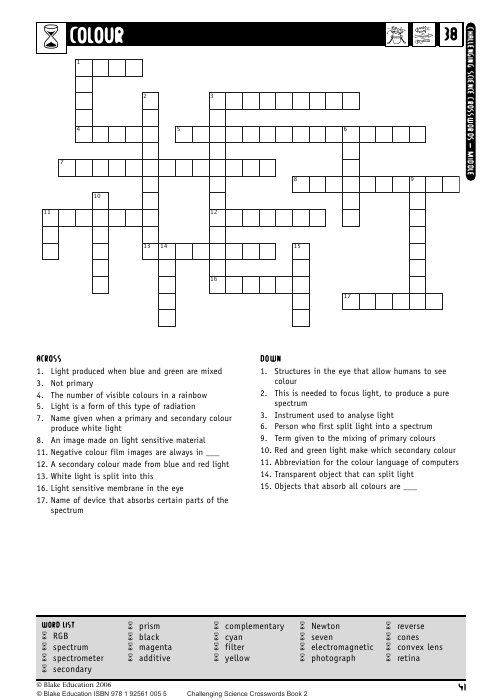 COLOUR
38
CHALLENGING SCIENCE CROSSWORDS – MIDDLE
1
2
3
4
5
6
7
8
9
10
11
12
13
14
15
16
17
ACROSS
1. Light produced when blue and green are mixed
3. Not primary
4. The number of visible colours in a rainbow
5. Light is a form of this type of radiation
7. Name given when a primary and secondary colour
produce white light
8. An image made on light sensitive material
11. Negative colour film images are always in ___
12. A secondary colour made from blue and red light
13. White light is split into this
16. Light sensitive membrane in the eye
17. Name of device that absorbs certain parts of the
spectrum
DOWN
1. Structures in the eye that allow humans to see
colour
2. This is needed to focus light, to produce a pure
spectrum
3. Instrument used to analyse light
6. Person who first split light into a spectrum
9. Term given to the mixing of primary colours
10. Red and green light make which secondary colour
11. Abbreviation for the colour language of computers
14. Transparent object that can split light
15. Objects that absorb all colours are ___
WORD LIST
RGB
spectrum
spectrometer
secondary
prism
black
magenta
additive
complementary
cyan
filter
yellow
Newton
seven
electromagnetic
photograph
reverse
cones
convex lens
retina
© Blake Education 2006
41
© Blake Education ISBN 978 1 92561 005 5 Challenging Science Crosswords Book 2